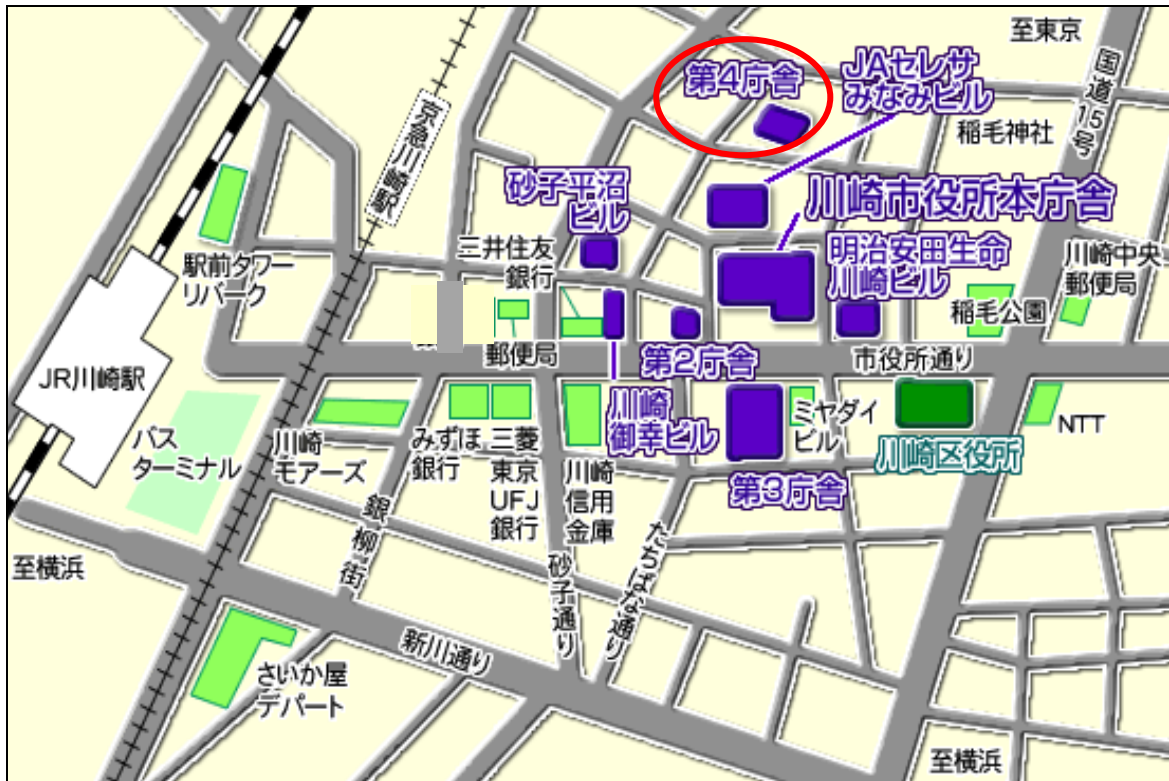 至東京
国道15号
第4庁舎
JAセレサ
みなみビル
稲毛神社
京急川崎駅
砂子平沼
ビル
川崎市役所本庁舎
三井住友
銀行
明治安田生命
川崎ビル
川崎中央
郵便局
駅前タワー
リパーク
稲毛公園
郵便局
第2庁舎
市役所通り
JR川崎駅
川崎
御幸ビル
ミヤダイ
ビル
NTT
バス
ターミナル
川崎
モアーズ
みずほ
銀行
三菱
東京
UFJ
銀行
川崎
信用
金庫
第3庁舎
川崎区役所
銀柳街
砂子通り
たちばな通り
至横浜
新川通り
さいか屋
デパート
至横浜